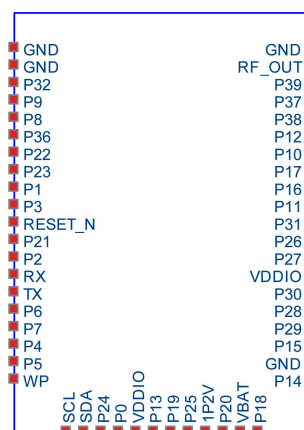 GND
GND
P32
P9
P8
P36
P22
P23
P1
P3
RESET_N
P21
P2
RX
TX
P6
P7
P4
P5
WP
SCL
SDA
P24
P0
VDDIO
P13
P19
P25
1P2V
P20
VBAT
P18
GND
RF_OUT
P39
P37
P38
P12
P10
P17
P16
P11
P31
P26
P27
VDDIO
P30
P28
P29
P15
GND
P14